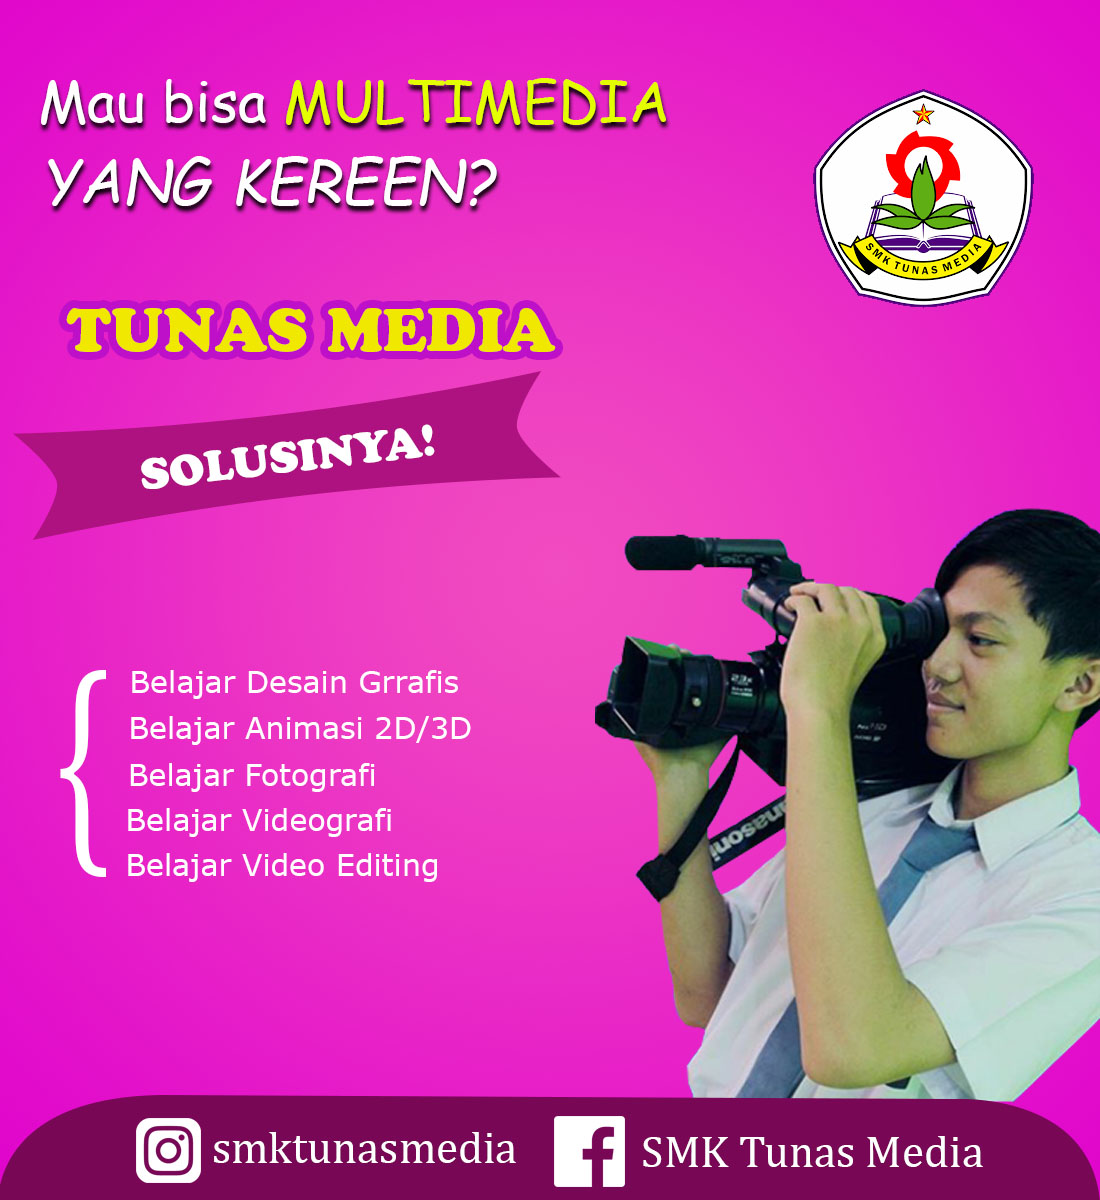 Mau bisa MULTIMEDIA
YANG KEREEN?
SMK TUNAS MEDIA
TUNAS MEDIA
SOLUSINYA!
Belajar Desain Grrafis
Belajar Animasi 2D/3D
Belajar Fotografi
Belajar Videografi
Belajar Video Editing
23x
smktunasmedia
SMK Tunas Media